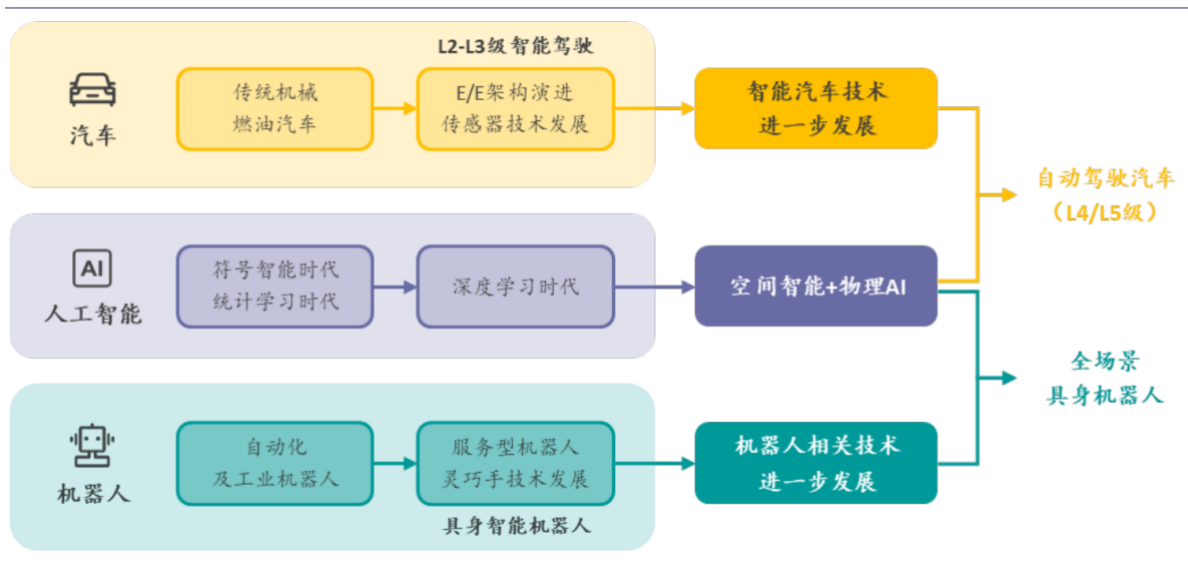 L2-L3级智能驾驶
汽车
传统机械
燃油汽车
E/E架构演进
传感器技术发展
智能汽车技术
进一步发展
自动驾驶汽车
（L4/L5级）
AI
人工智能
符号智能时代
统计学习时代
深度学习时代
空间智能+物理AI
全场景
具身机器人
机器人
自动化
及工业机器人
服务型机器人
灵巧手技术发展
具身智能机器人
机器人相关技术
进一步发展